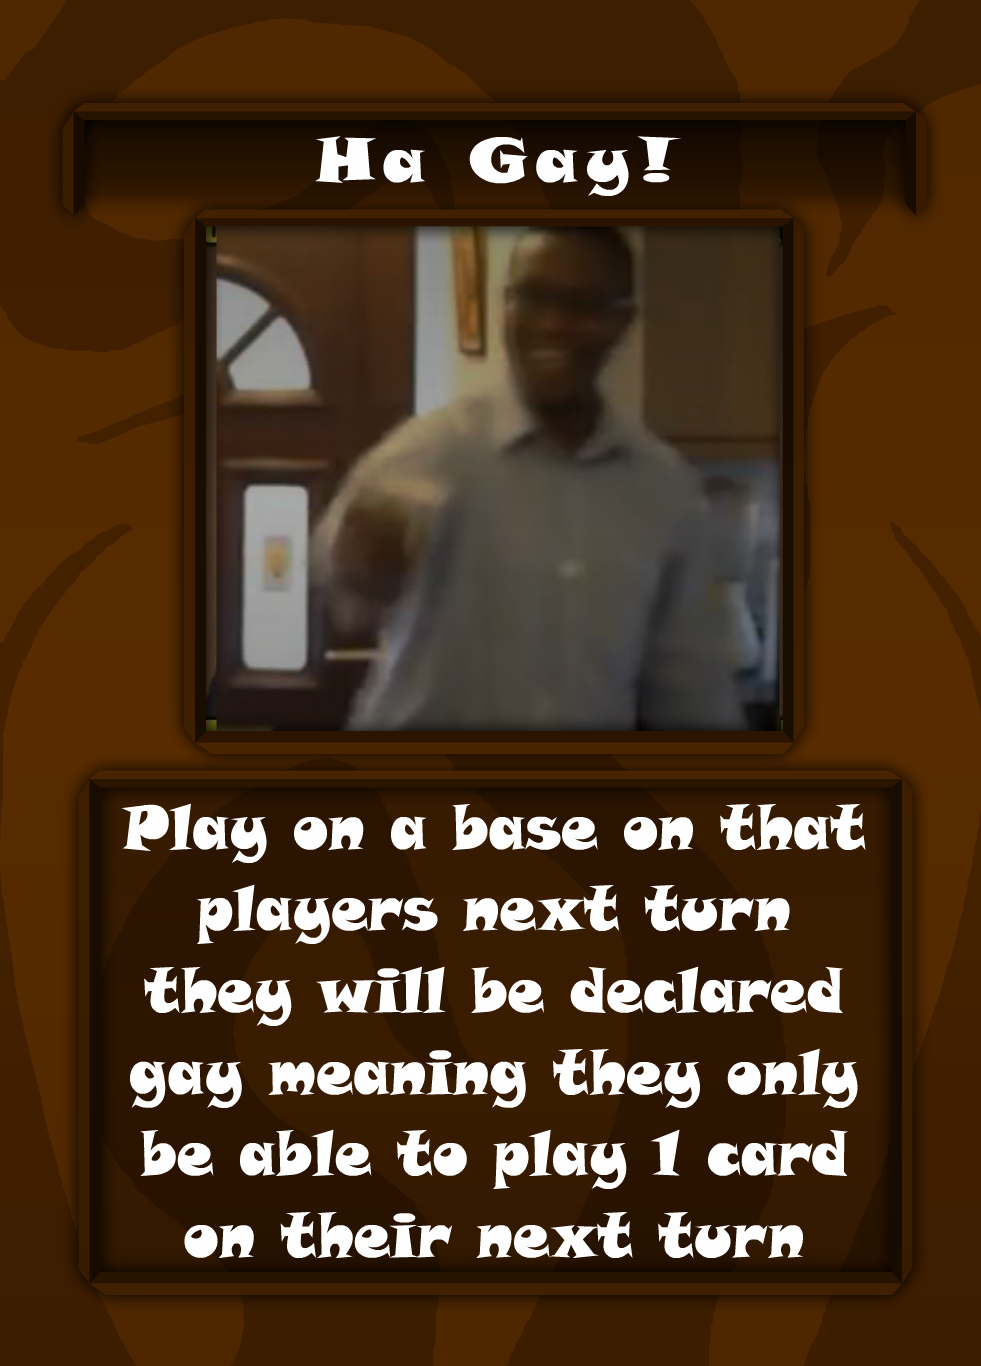 Ha Gay!
Play on a base on that
players next turn
they will be declared
gay meaning they only
be able to play 1 card
on their next turn